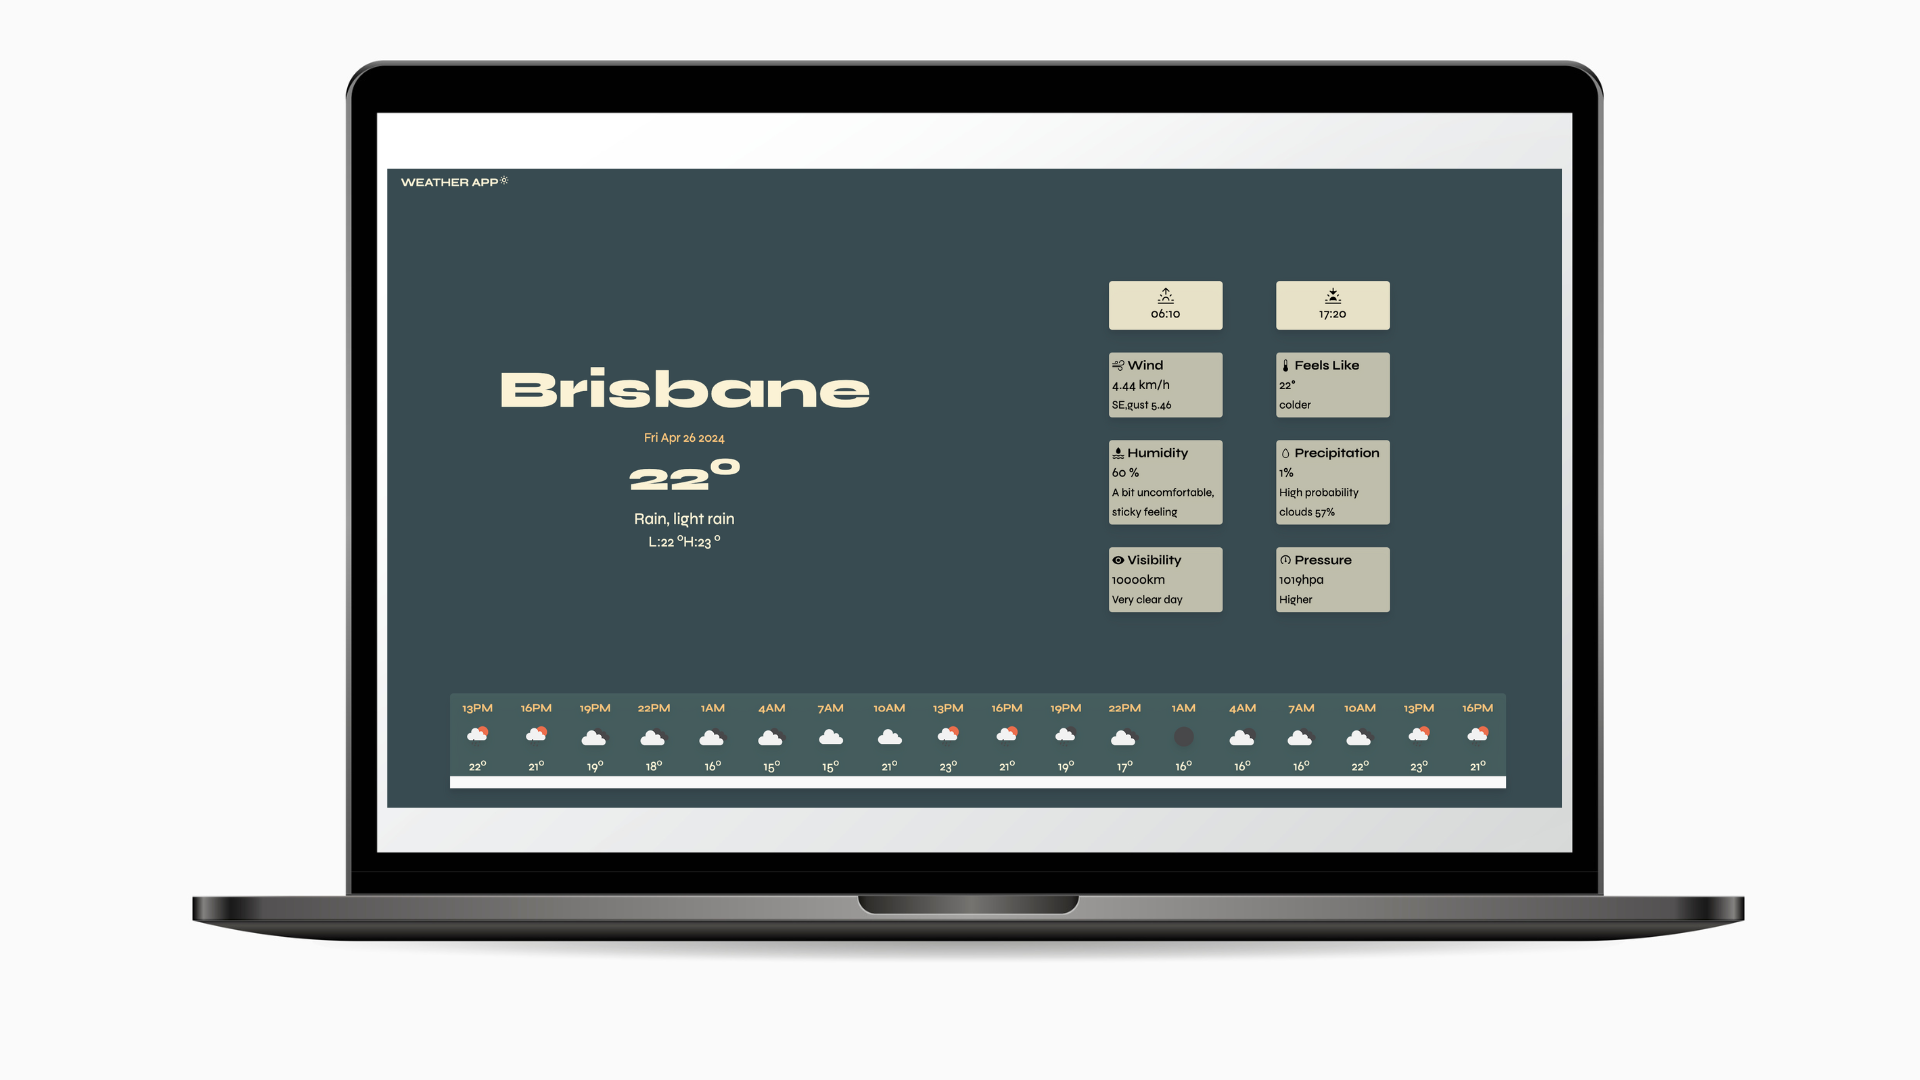 WEATHER APP
Brisbane
Fri Apr 26 2024
22°
Rain, light rain
L:22 °H:23 °
06:10
17:20
Wind
4.44 km/h
SE,gust 5.46
Feels Like
22°
colder
Humidity
60 %
A bit uncomfortable,
sticky feeling
Precipitation
1%
High probability
clouds 57%
Visibility
10000km
Very clear day
Pressure
1019hpa
Higher
13PM 16PM 19PM 22PM 1AM 4AM 7AM 10AM 13PM 16PM 19PM 22PM 1AM 4AM 7AM 10AM 13PM 16PM
22° 21° 19° 18° 16° 15° 15° 21° 23° 21° 19° 17° 16° 16° 16° 22° 23° 21°